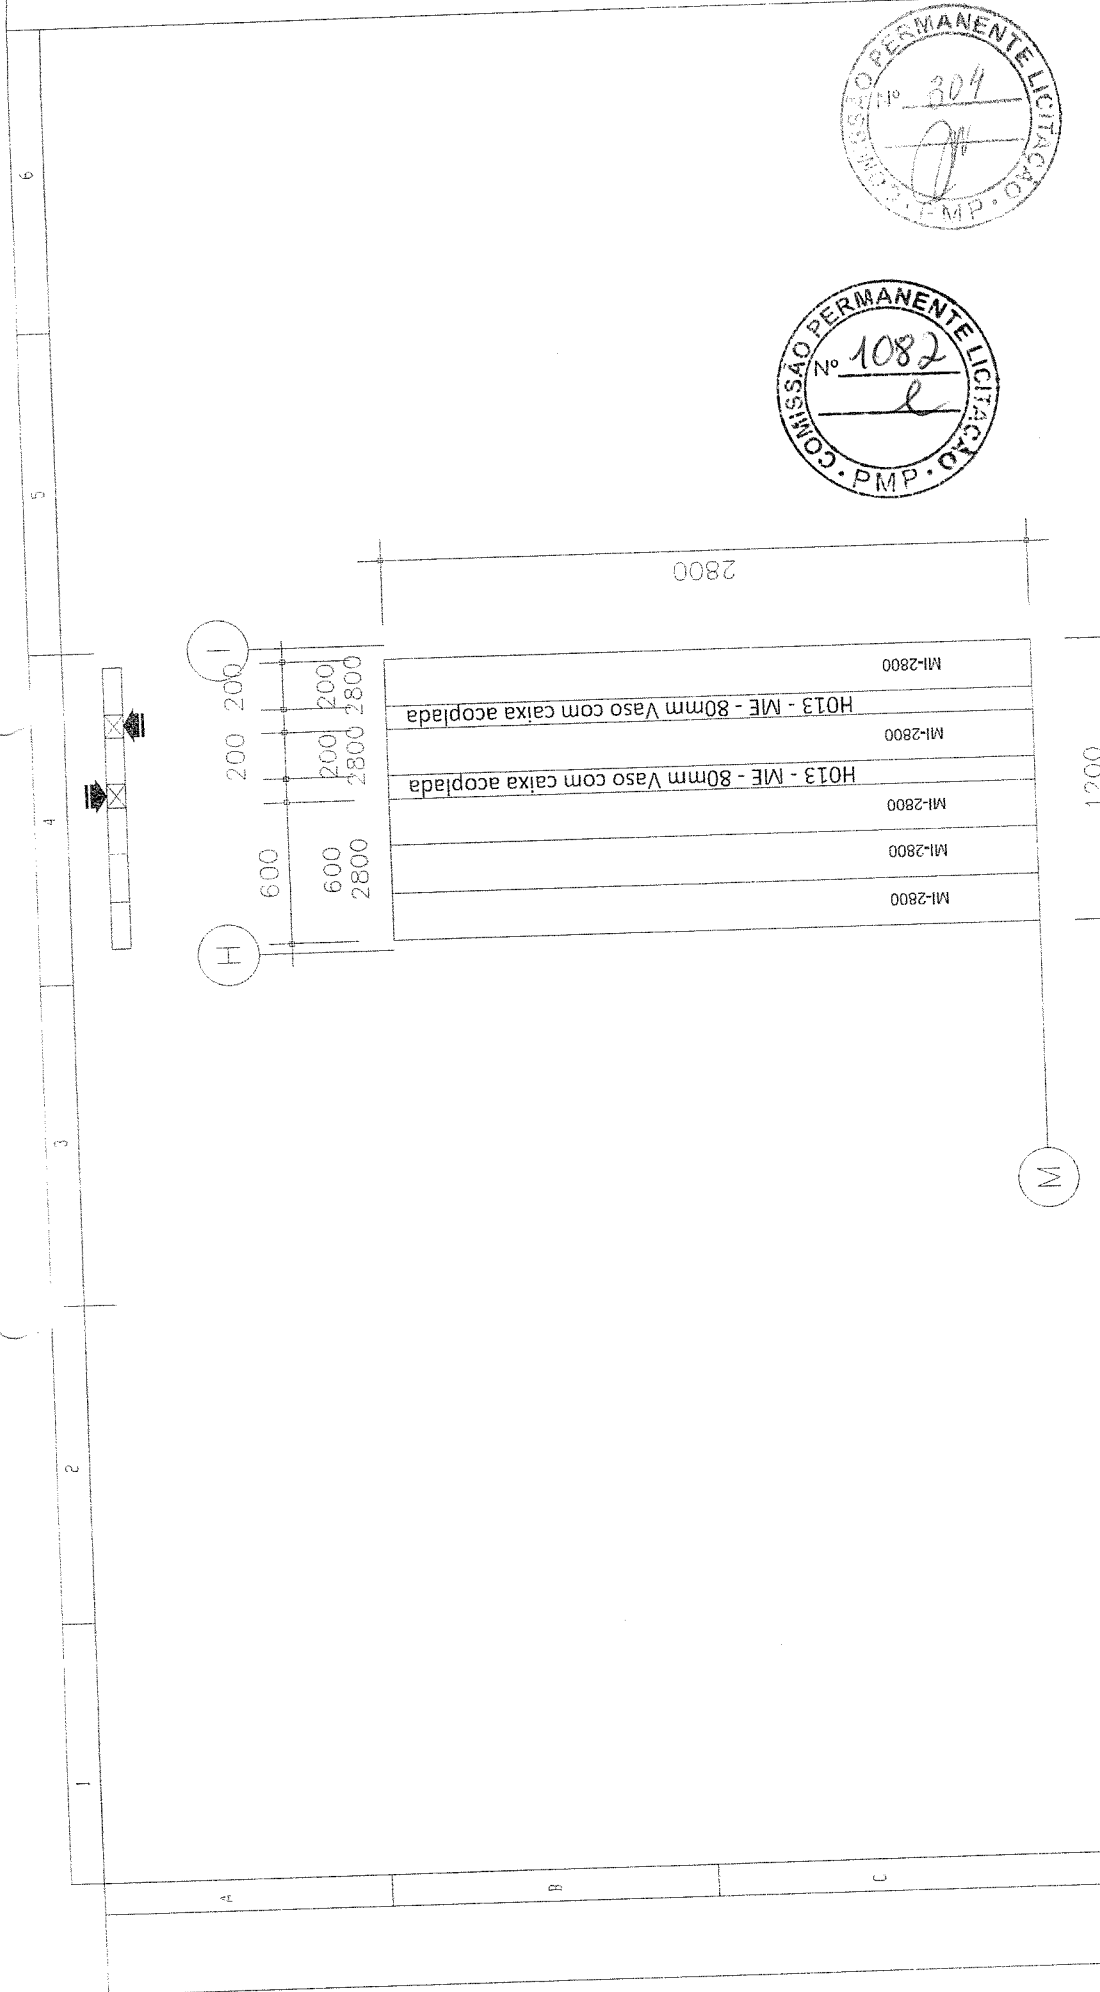 6
5
4
3
2
1
A
B
C
COMISSÃO PERMANENTE LICITAÇÃO
Nº 304
PMP
COMISSÃO PERMANENTE LICITAÇÃO
Nº 1082
PMP
H
I
M
600
200
200
600
200
200
2800
2800
2800
2800
1200
MI-2800
MI-2800
MI-2800
H013 - ME - 80mm Vaso com caixa acoplada
MI-2800
H013 - ME - 80mm Vaso com caixa acoplada
MI-2800